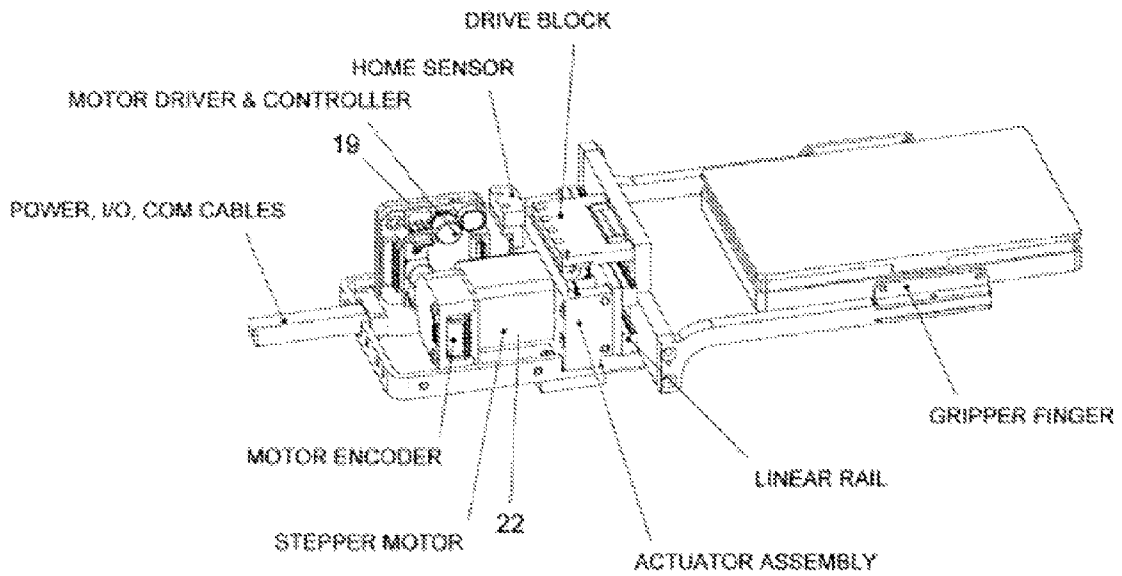 DRIVE BLOCK
HOME SENSOR
MOTOR DRIVER & CONTROLLER
19
POWER, I/O, COM CABLES
GRIPPER FINGER
MOTOR ENCODER
LINEAR RAIL
22
STEPPER MOTOR
ACTUATOR ASSEMBLY